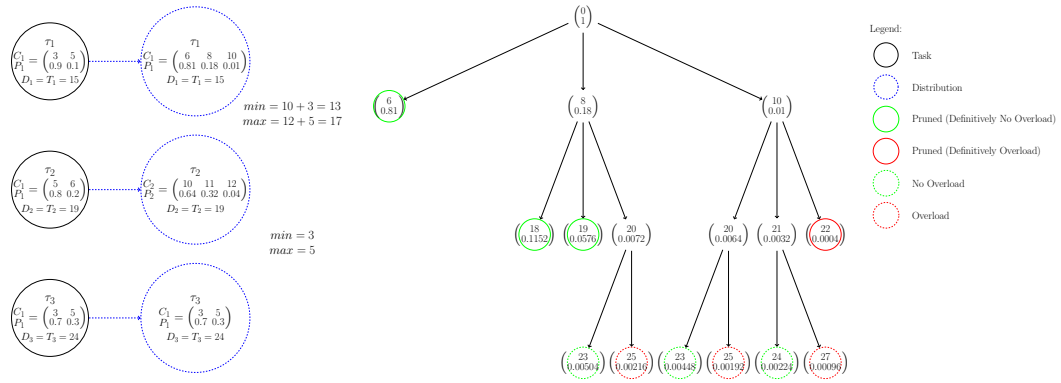 τ₁
C₁ = ( 3 5 )
P₁ = ( 0.9 0.1 )
D₁ = T₁ = 15
τ₁
C₁ = ( 6 8 10 )
P₁ = ( 0.81 0.18 0.01 )
D₁ = T₁ = 15
min = 10 + 3 = 13
max = 12 + 5 = 17
τ₂
C₁ = ( 5 6 )
P₁ = ( 0.8 0.2 )
D₂ = T₂ = 19
τ₂
C₂ = ( 10 11 12 )
P₂ = ( 0.64 0.32 0.04 )
D₂ = T₂ = 19
min = 3
max = 5
τ₃
C₁ = ( 3 5 )
P₁ = ( 0.7 0.3 )
D₃ = T₃ = 24
τ₃
C₁ = ( 3 5 )
P₁ = ( 0.7 0.3 )
D₃ = T₃ = 24
0
1
6
0.81
8
0.18
10
0.01
18
0.1152
19
0.0576
20
0.0072
20
0.0064
21
0.0032
22
0.0004
23
0.00504
25
0.00216
23
0.00448
25
0.00192
24
0.00224
27
0.00096
Legend:
Task
Distribution
Pruned (Definitively No Overload)
Pruned (Definitively Overload)
No Overload
Overload